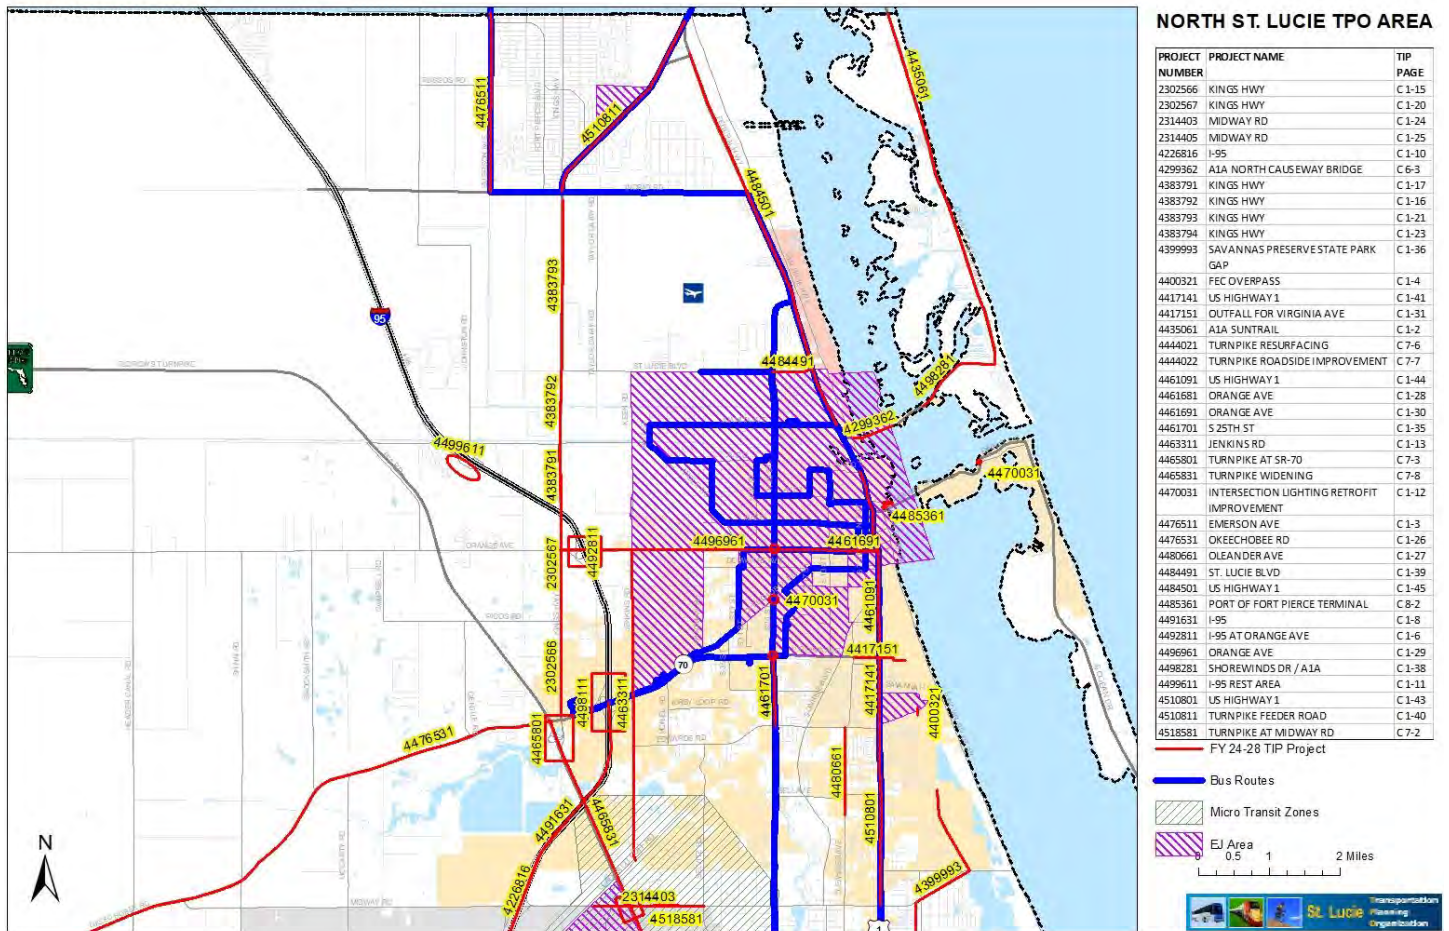 NORTH ST. LUCIE TPO AREA
PROJECT NUMBER PROJECT NAME TIP PAGE
2302566 KINGS HWY C 1-15
2302567 KINGS HWY C 1-20
2314403 MIDWAY RD C 1-24
2314405 MIDWAY RD C 1-25
4226816 I-95 C 1-10
4299362 A1A NORTH CAUSEWAY BRIDGE C 6-3
4383791 KINGS HWY C 1-17
4383792 KINGS HWY C 1-16
4383793 KINGS HWY C 1-21
4383794 KINGS HWY C 1-23
4399993 SAVANNAS PRESERVE STATE PARK C 1-36
GAP
4400321 FEC OVERPASS C 1-4
4417141 US HIGHWAY 1 C 1-41
4417151 OUTFALL FOR VIRGINIA AVE C 1-31
4435061 A1A SUNTRAIL C 1-2
4444021 TURNPIKE RESURFACING C 7-6
4444022 TURNPIKE ROADSIDE IMPROVEMENT C 7-7
4461091 US HIGHWAY 1 C 1-44
4461681 ORANGE AVE C 1-28
4461691 ORANGE AVE C 1-30
4461701 S 25TH ST C 1-35
4463311 JENKINS RD C 1-13
4465801 TURNPIKE AT SR-70 C 7-3
4465831 TURNPIKE WIDENING C 7-8
4470031 INTERSECTION LIGHTING RETROFIT C 1-12
IMPROVEMENT
4476511 EMERSON AVE C 1-3
4476531 OKEECHOBEE RD C 1-26
4480661 OLEANDER AVE C 1-27
4484491 ST. LUCIE BLVD C 1-39
4484501 US HIGHWAY 1 C 1-45
4485361 PORT OF FORT PIERCE TERMINAL C 8-2
4491631 I-95 C 1-8
4492811 I-95 AT ORANGE AVE C 1-6
4496961 ORANGE AVE C 1-29
4498281 SHOREWINDS DR / A1A C 1-38
4499611 I-95 REST AREA C 1-11
4510801 US HIGHWAY 1 C 1-43
4510811 TURNPIKE FEEDER ROAD C 1-40
4518581 TURNPIKE AT MIDWAY RD C 7-2
FY 24-28 TIP Project
Bus Routes
Micro Transit Zones
EJ Area
0 0.5 1 2 Miles
St. Lucie Transportation Planning Organization
N
4476511
4510811
4435061
4484501
4383793
95
4484491
4498281
4383792
4299362
4499611
4383791
4470031
4485361
4496961
4461691
2302567
4492811
4470031
4461091
4417151
70
2302566
4498111
4463311
4461701
4417141
4400321
4476531
4465801
4480661
4491631
4465831
4510801
4226816
2314403
4518581
4399993
1
ST LUCIE BLVD
ORANGE AVE
MIDWAY RD